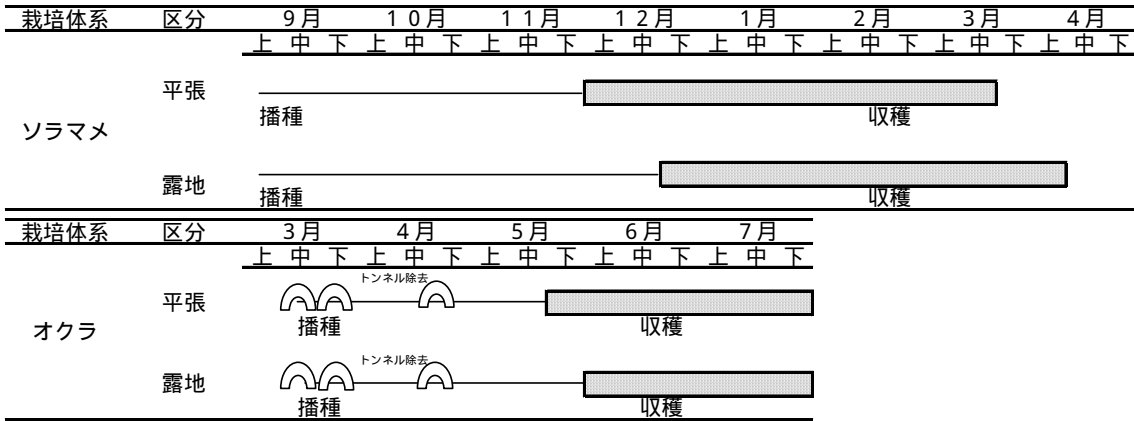 栽培体系 区分 9月 10月 11月 12月 1月 2月 3月 4月
上 中 下 上 中 下 上 中 下 上 中 下 上 中 下 上 中 下 上 中 下 上 中 下
平張
播種 収穫
ソラマメ
露地
播種 収穫
栽培体系 区分 3月 4月 5月 6月 7月
上 中 下 上 中 下 上 中 下 上 中 下 上 中 下
トンネル除去
平張
播種 収穫
オクラ
トンネル除去
露地
播種 収穫